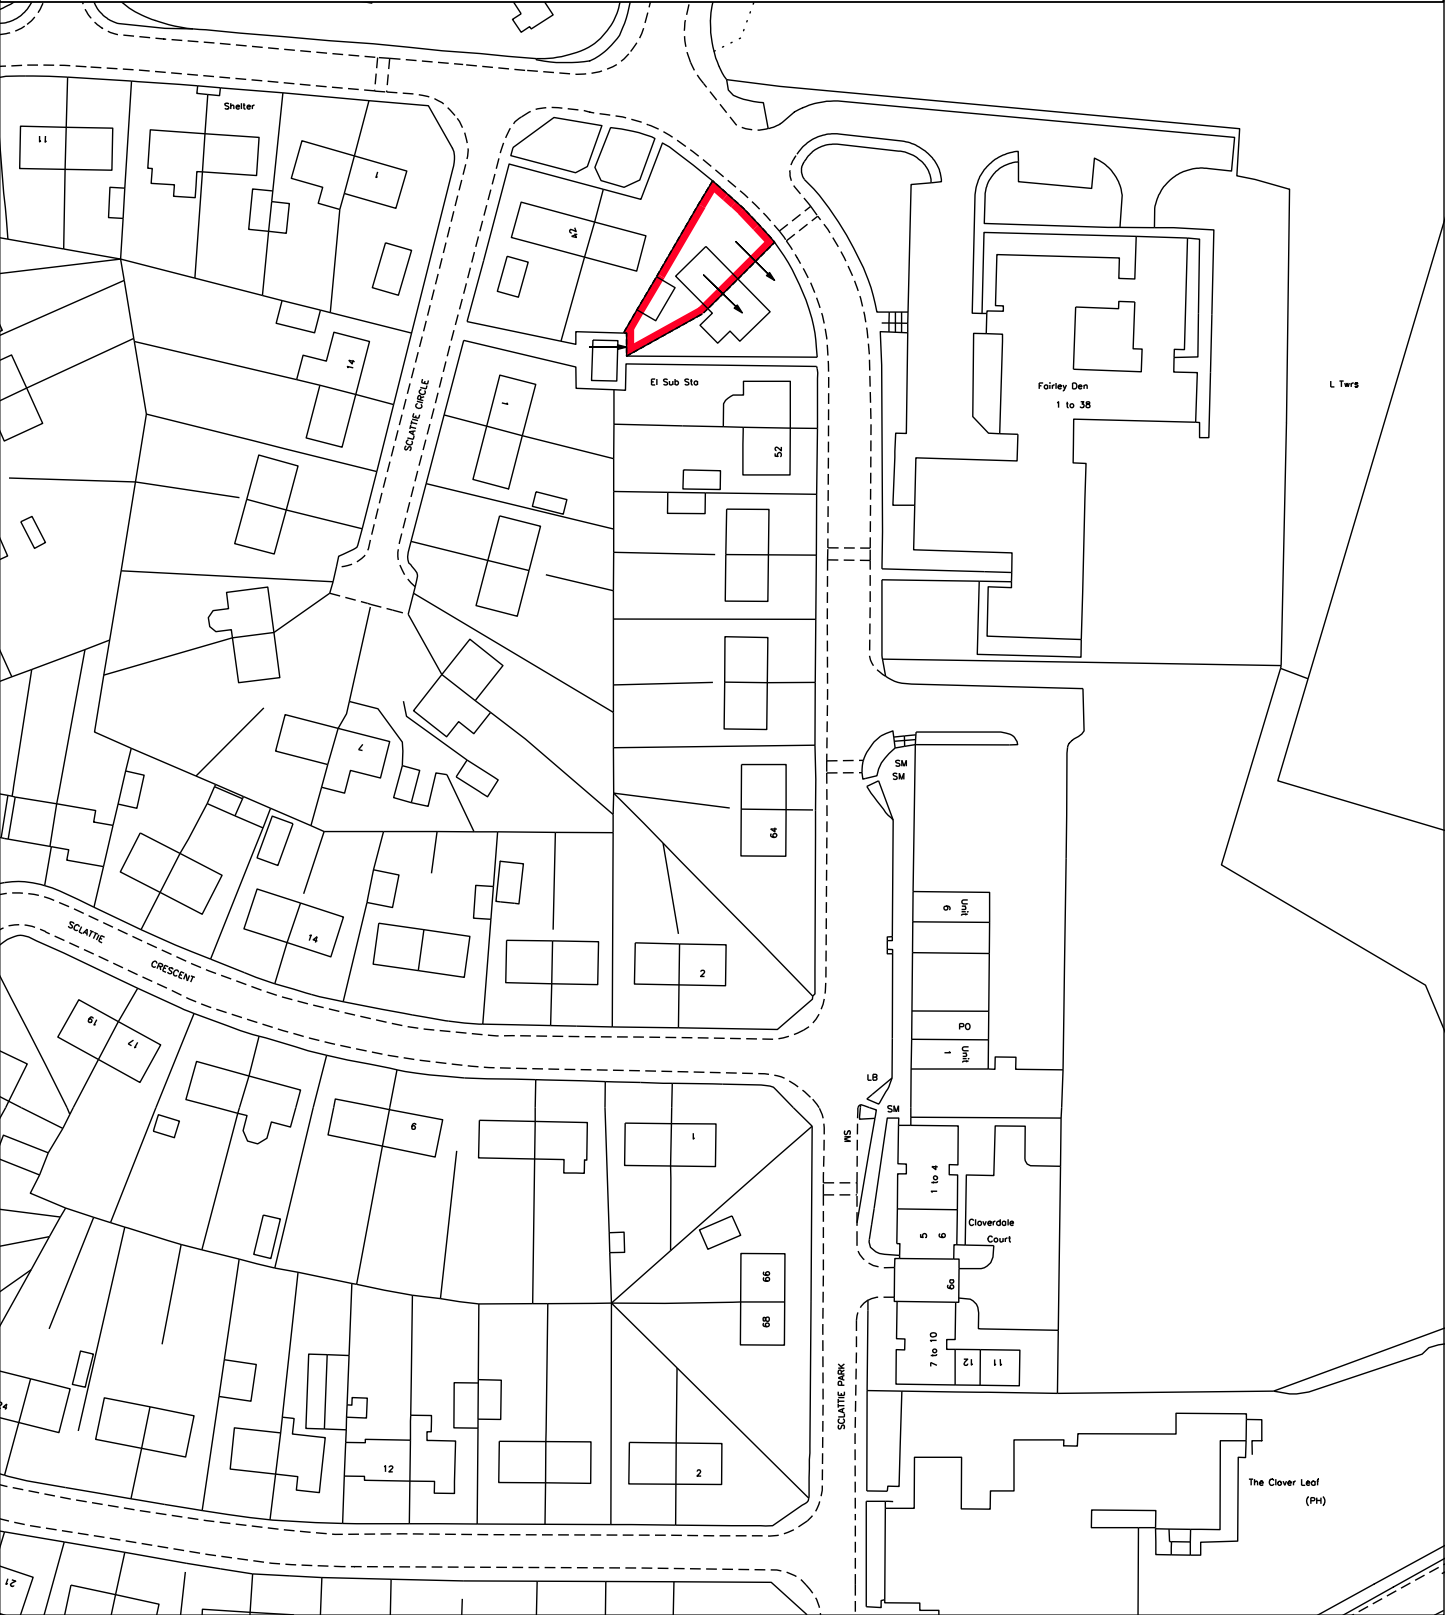 11
Shelter
1
42
14
SCLATTIE CIRCLE
1
El Sub Sta
52
Fairley Den
1 to 38
L Twrs
7
64
SM
SM
SCLATTIE
CRESCENT
14
2
Unit
6
PO
Unit
1
LB
SM
SM
19
17
9
1
1 to 4
5
6
Cloverdale
Court
6a
66
68
7 to 10
12
11
SCLATTIE PARK
24
12
2
The Clover Leaf
(PH)
21